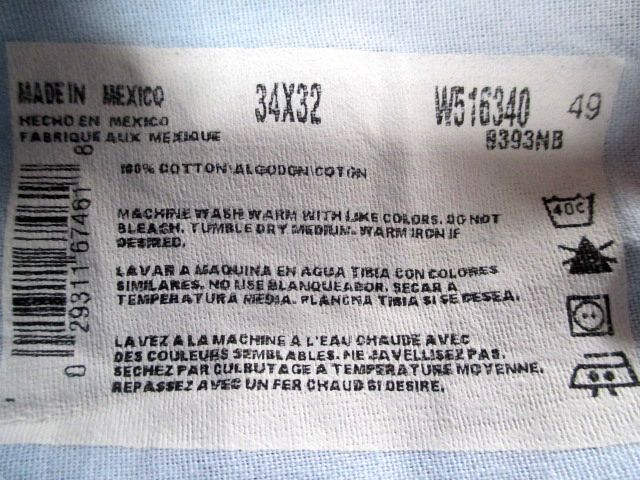 MADE IN MEXICO 34X32 W516340 49
HECHO EN MEXICO 9393NB
FABRIQUE AUX MEXIQUE
100% COTTON\ALGODON\COTON
MACHINE WASH WARM WITH LIKE COLORS. DO NOT
BLEACH. TUMBLE DRY MEDIUM. WARM IRON IF
DESIRED.
LAVAR A MAQUINA EN AGUA TIBIA CON COLORES
SIMILARES. NO USE BLANQUEADOR. SECAR A
TEMPERATURA MEDIA. PLANCHA TIBIA SI SE DESEA.
LAVEZ A LA MACHINE A L'EAU CHAUDE AVEC
DES COULEURS SEMBLABLES. NE JAVELLISEZ PAS.
SECHEZ PAR CULBUTAGE A TEMPERATURE MOYENNE.
REPASSEZ AVEC UN FER CHAUD SI DESIRE.
0 29311 67461 8
40C